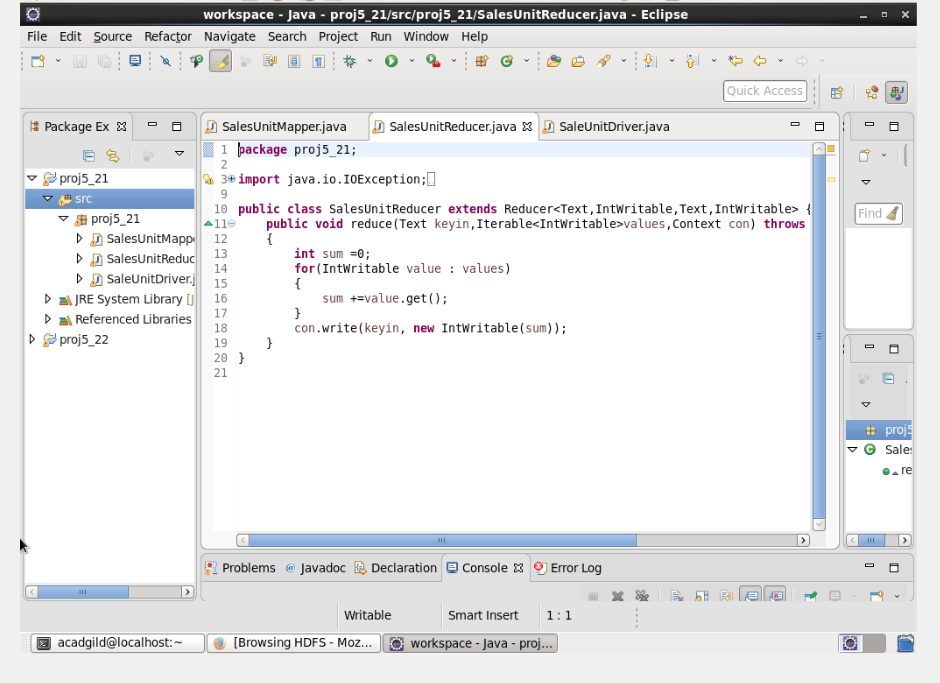 workspace - Java - proj5_21/src/proj5_21/SalesUnitReducer.java - Eclipse
File Edit Source Refactor Navigate Search Project Run Window Help
Quick Access
Package Ex
SalesUnitMapper.java SalesUnitReducer.java SaleUnitDriver.java
proj5_21
src
proj5_21
SalesUnitMapp
SalesUnitReduc
SaleUnitDriver.j
JRE System Library [J
Referenced Libraries
proj5_22
1 package proj5_21;
2
3 import java.io.IOException;
9
10 public class SalesUnitReducer extends Reducer<Text,IntWritable,Text,IntWritable> {
11 public void reduce(Text keyin,Iterable<IntWritable>values,Context con) throws
12 {
13 int sum =0;
14 for(IntWritable value : values)
15 {
16 sum +=value.get();
17 }
18 con.write(keyin, new IntWritable(sum));
19 }
20 }
21
Find
proj5
Sales
re
Problems @ Javadoc Declaration Console Error Log
Writable Smart Insert 1 : 1
acadgild@localhost:~ [Browsing HDFS - Moz... workspace - Java - proj...